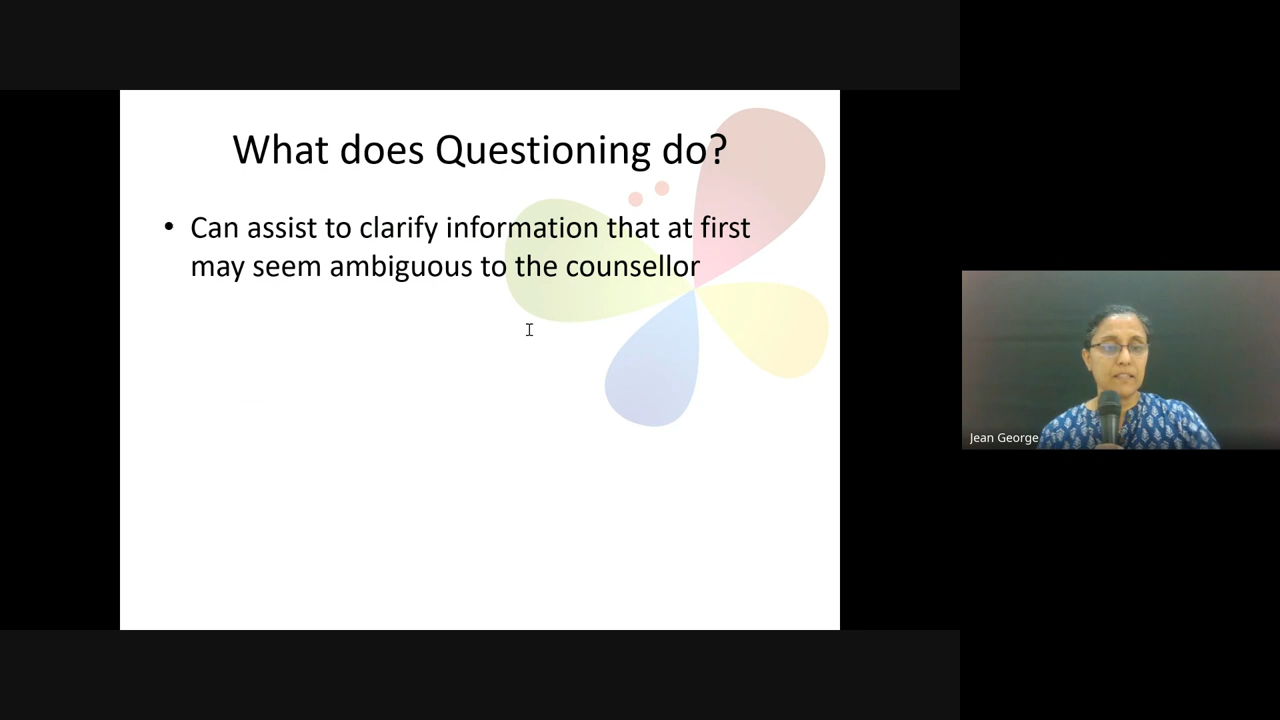 What does Questioning do?
• Can assist to clarify information that at first
may seem ambiguous to the counsellor
Jean George